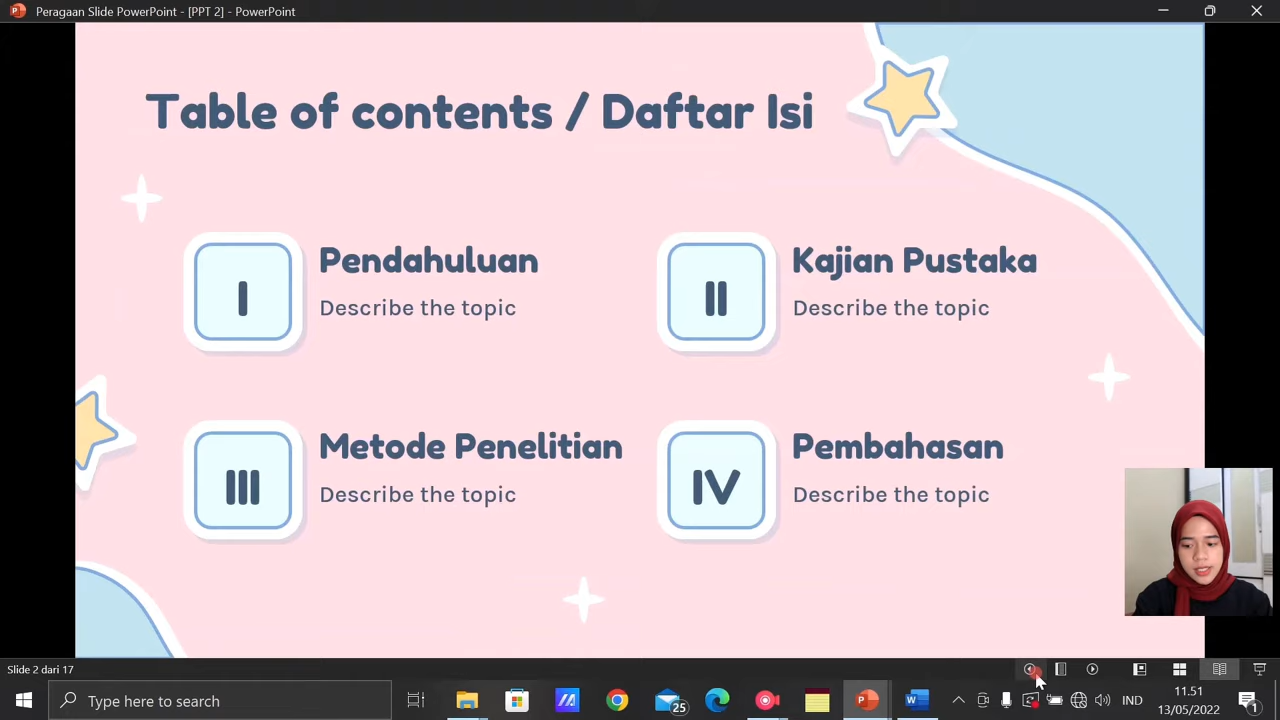 Peragaan Slide PowerPoint - [PPT 2] - PowerPoint
Table of contents / Daftar Isi
I
Pendahuluan
Describe the topic
II
Kajian Pustaka
Describe the topic
III
Metode Penelitian
Describe the topic
IV
Pembahasan
Describe the topic
Slide 2 dari 17
Type here to search
25
IND
11.51
13/05/2022
1